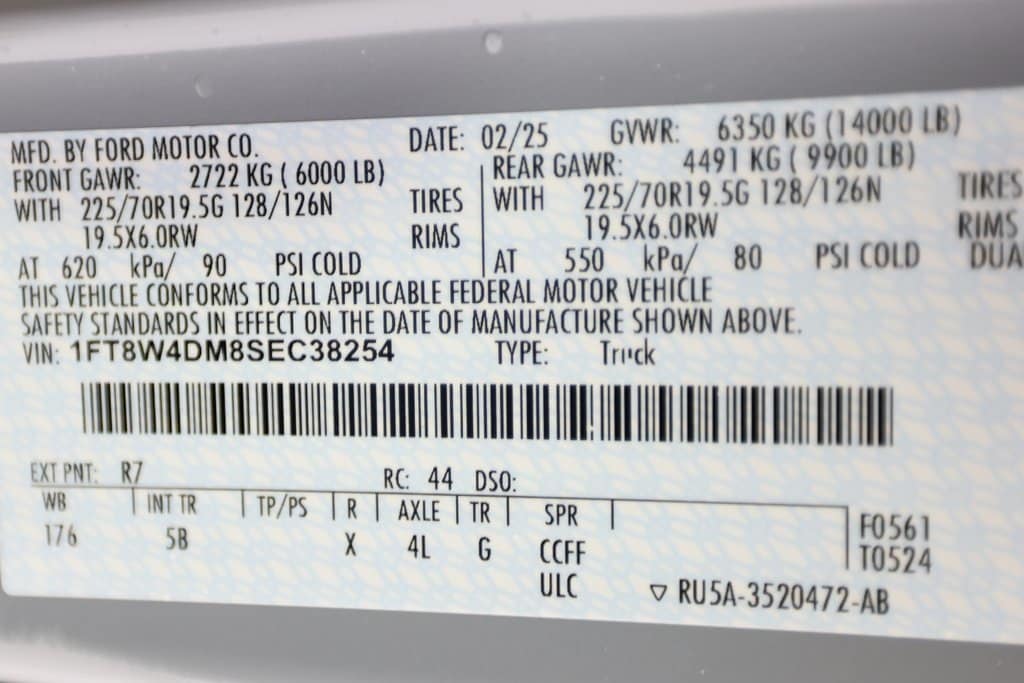 MFD. BY FORD MOTOR CO. DATE: 02/25 GVWR: 6350 KG (14000 LB)
FRONT GAWR: 2722 KG ( 6000 LB) REAR GAWR: 4491 KG ( 9900 LB)
WITH 225/70R19.5G 128/126N TIRES WITH 225/70R19.5G 128/126N TIRES
19.5X6.0RW RIMS 19.5X6.0RW RIMS
AT 620 kPa/ 90 PSI COLD AT 550 kPa/ 80 PSI COLD DUA
THIS VEHICLE CONFORMS TO ALL APPLICABLE FEDERAL MOTOR VEHICLE
SAFETY STANDARDS IN EFFECT ON THE DATE OF MANUFACTURE SHOWN ABOVE.
VIN: 1FT8W4DM8SEC38254 TYPE: Truck
EXT PNT: R7 RC: 44 DSO:
WB INT TR TP/PS R AXLE TR SPR F0561
176 5B X 4L G CCFF T0524
ULC ▽ RU5A-3520472-AB